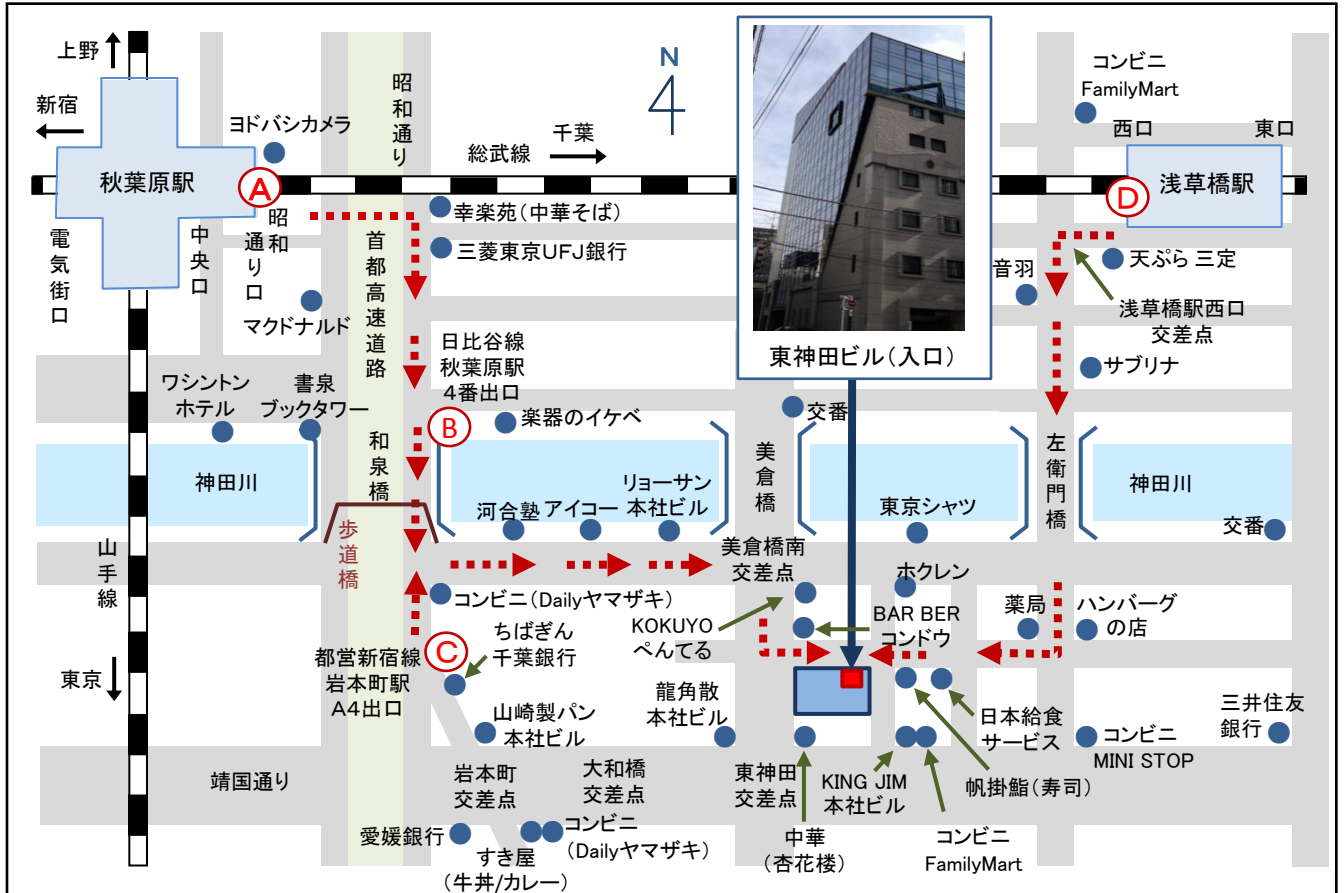 上野
新宿
秋葉原駅
電気街口
中央口
昭和
通り口
ヨドバシカメラ
A
マクドナルド
昭和通り
首都高速道路
総武線
千葉
N
幸楽苑(中華そば)
三菱東京UFJ銀行
日比谷線
秋葉原駅
4番出口
B
楽器のイケベ
ワシントン
ホテル
書泉
ブックタワー
神田川
和泉橋
歩道橋
河合塾
アイコー
リョーサン
本社ビル
東神田ビル(入口)
コンビニ
FamilyMart
西口
東口
浅草橋駅
D
天ぷら 三定
音羽
浅草橋駅西口
交差点
サブリナ
交番
美倉橋
東京シャツ
左衛門橋
神田川
交番
山手線
東京
コンビニ(Dailyヤマザキ)
C
ちばぎん
千葉銀行
都営新宿線
岩本町駅
A4出口
山崎製パン
本社ビル
美倉橋南
交差点
KOKUYO
ぺんてる
ホクレン
BAR BER
コンドウ
薬局
ハンバーグ
の店
龍角散
本社ビル
日本給食
サービス
三井住友
銀行
コンビニ
MINI STOP
帆掛鮨(寿司)
靖国通り
岩本町
交差点
大和橋
交差点
東神田
交差点
KING JIM
本社ビル
愛媛銀行
すき屋
(牛丼/カレー)
コンビニ
(Dailyヤマザキ)
中華
(杏花楼)
コンビニ
FamilyMart